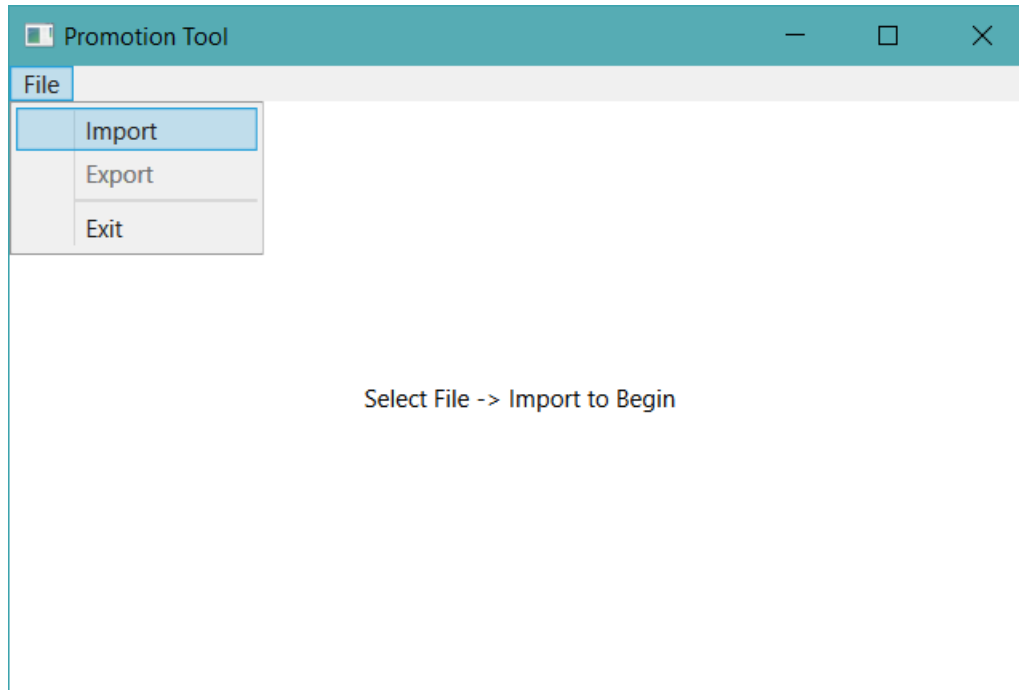 Promotion Tool
File
Import
Export
Exit
Select File -> Import to Begin